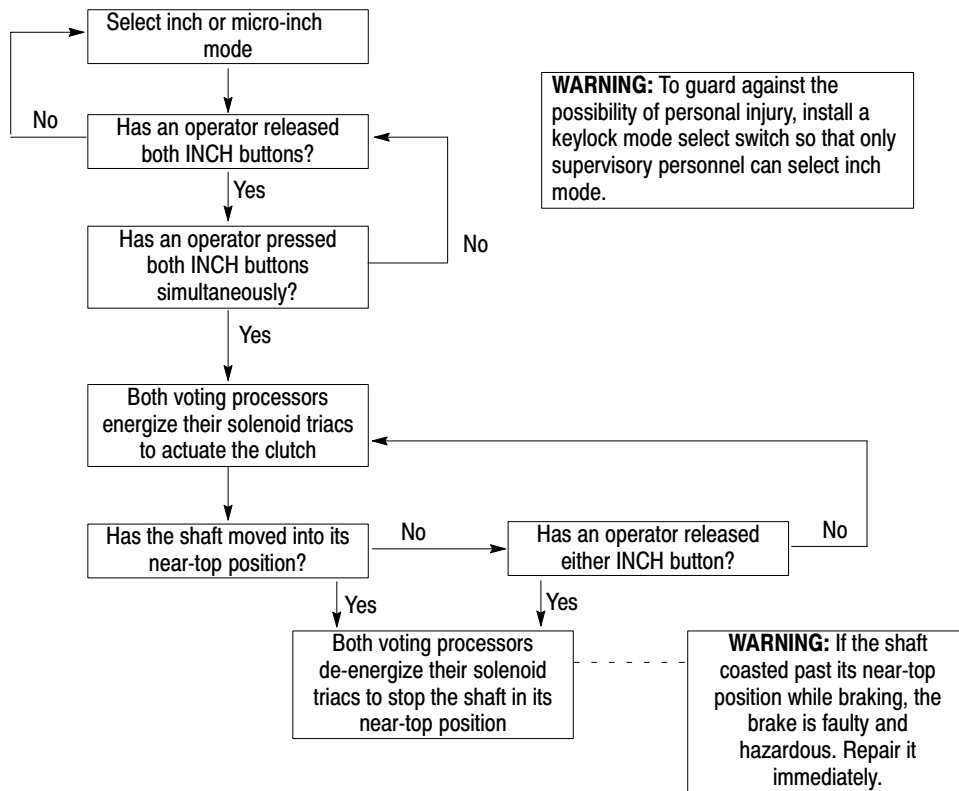 Select inch or micro-inch
mode
WARNING: To guard against the
possibility of personal injury, install a
keylock mode select switch so that only
supervisory personnel can select inch
mode.
No
Has an operator released
both INCH buttons?
Yes
Has an operator pressed
both INCH buttons
simultaneously?
No
Yes
Both voting processors
energize their solenoid triacs
to actuate the clutch
Has the shaft moved into its
near-top position?
No
Has an operator released
either INCH button?
No
Yes
Yes
Both voting processors
de-energize their solenoid
triacs to stop the shaft in its
near-top position
WARNING: If the shaft
coasted past its near-top
position while braking, the
brake is faulty and
hazardous. Repair it
immediately.